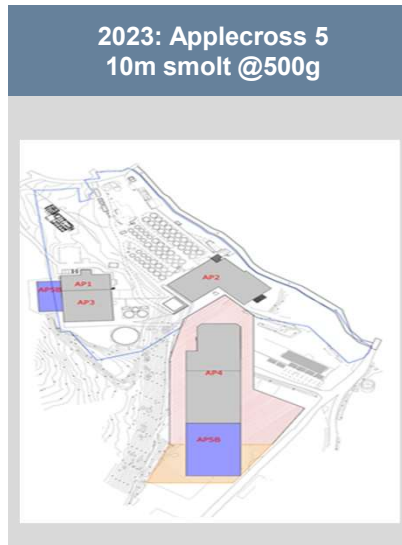 2023: Applecross 5
10m smolt @500g
AP2
AP1
AP5B
AP3
AP4
AP5B